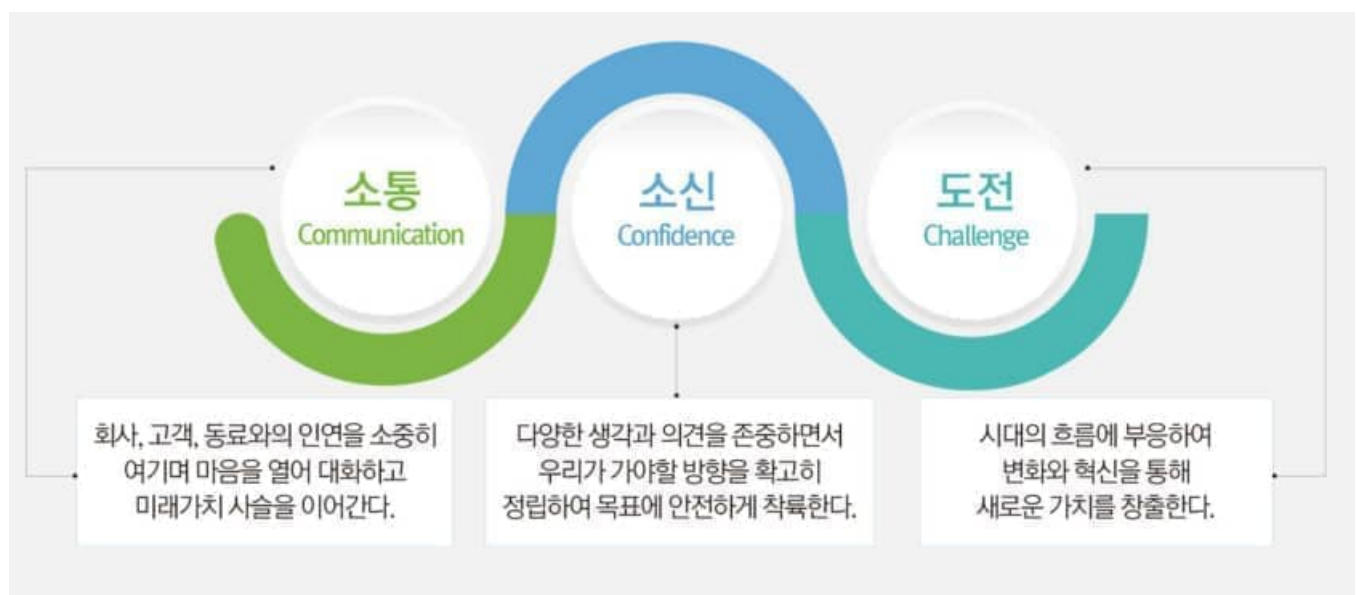 소통
Communication
소신
Confidence
도전
Challenge
회사, 고객, 동료와의 인연을 소중히
여기며 마음을 열어 대화하고
미래가치 사슬을 이어간다.
다양한 생각과 의견을 존중하면서
우리가 가야할 방향을 확고히
정립하여 목표에 안전하게 착륙한다.
시대의 흐름에 부응하여
변화와 혁신을 통해
새로운 가치를 창출한다.